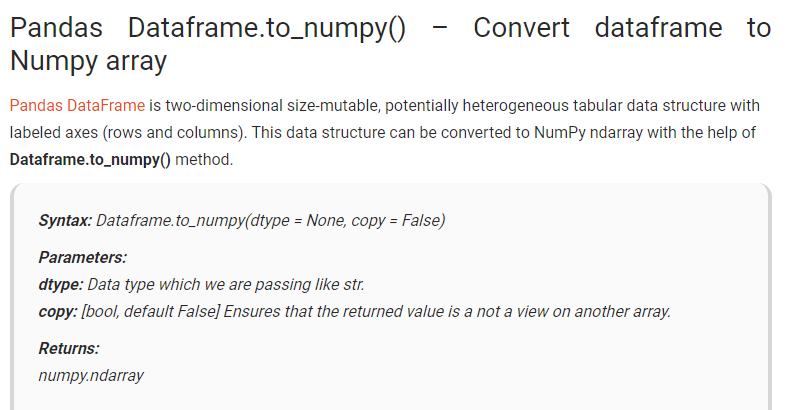 Pandas Dataframe.to_numpy() – Convert dataframe to
Numpy array
Pandas DataFrame is two-dimensional size-mutable, potentially heterogeneous tabular data structure with
labeled axes (rows and columns). This data structure can be converted to NumPy ndarray with the help of
Dataframe.to_numpy() method.
Syntax: Dataframe.to_numpy(dtype = None, copy = False)
Parameters:
dtype: Data type which we are passing like str.
copy: [bool, default False] Ensures that the returned value is a not a view on another array.
Returns:
numpy.ndarray